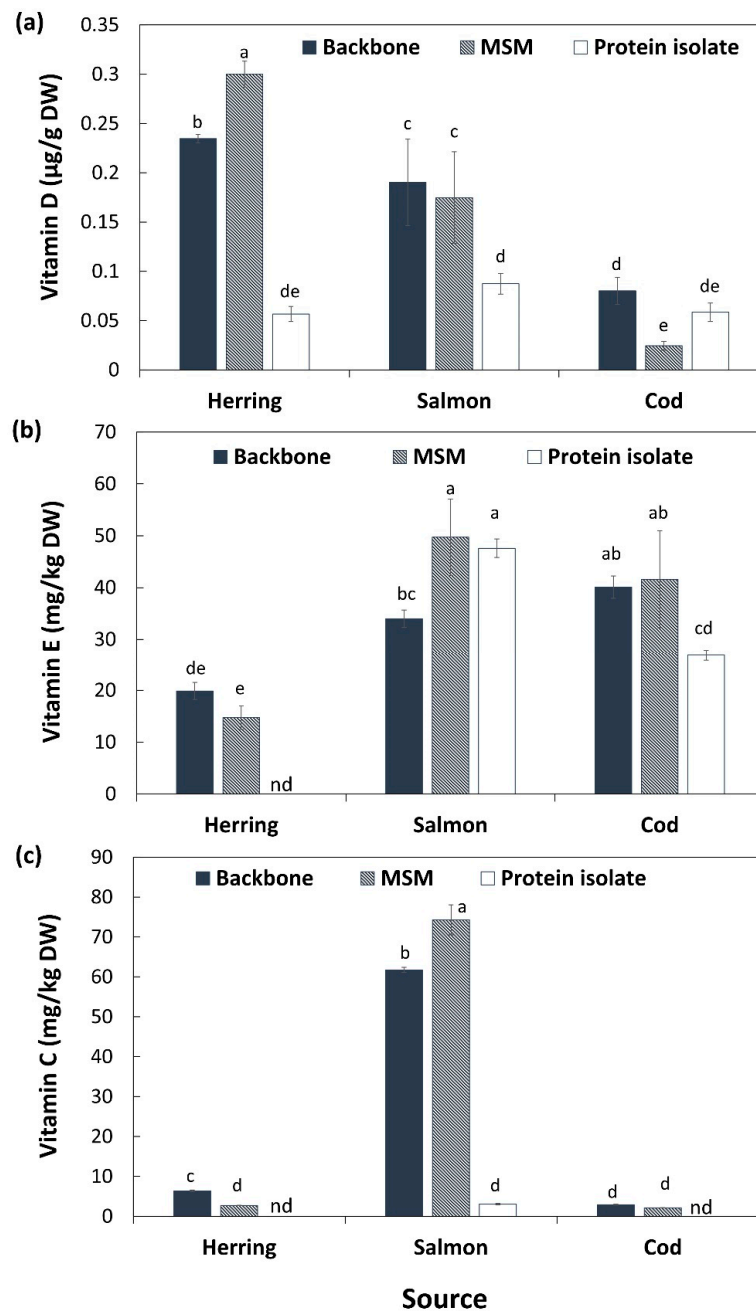 (a)
Backbone MSM Protein isolate
Vitamin D (µg/g DW)
0.35
0.3
0.25
0.2
0.15
0.1
0.05
0
b a de
c c d
d e de
Herring Salmon Cod
(b)
Backbone MSM Protein isolate
Vitamin E (mg/kg DW)
70
60
50
40
30
20
10
0
de e nd
bc a a
ab ab cd
Herring Salmon Cod
(c)
Backbone MSM Protein isolate
Vitamin C (mg/kg DW)
90
80
70
60
50
40
30
20
10
0
c d nd
b a d
d d nd
Herring Salmon Cod
Source